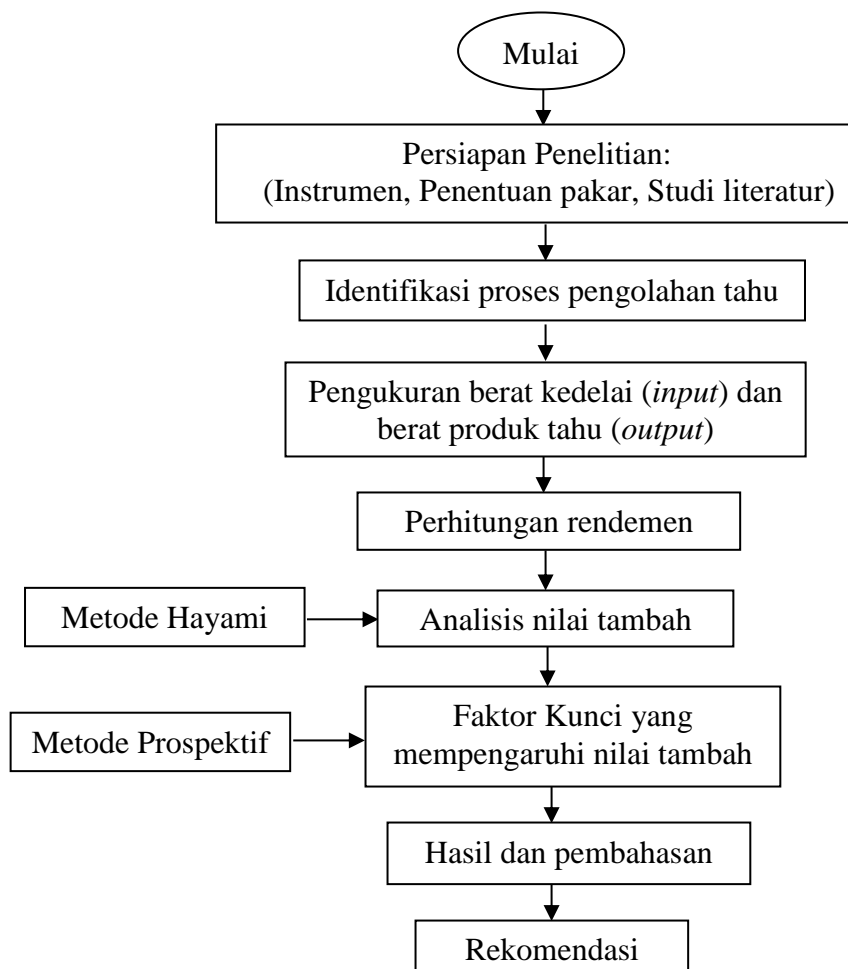 Mulai
Persiapan Penelitian:
(Instrumen, Penentuan pakar, Studi literatur)
Identifikasi proses pengolahan tahu
Pengukuran berat kedelai (input) dan
berat produk tahu (output)
Perhitungan rendemen
Metode Hayami
Analisis nilai tambah
Metode Prospektif
Faktor Kunci yang
mempengaruhi nilai tambah
Hasil dan pembahasan
Rekomendasi